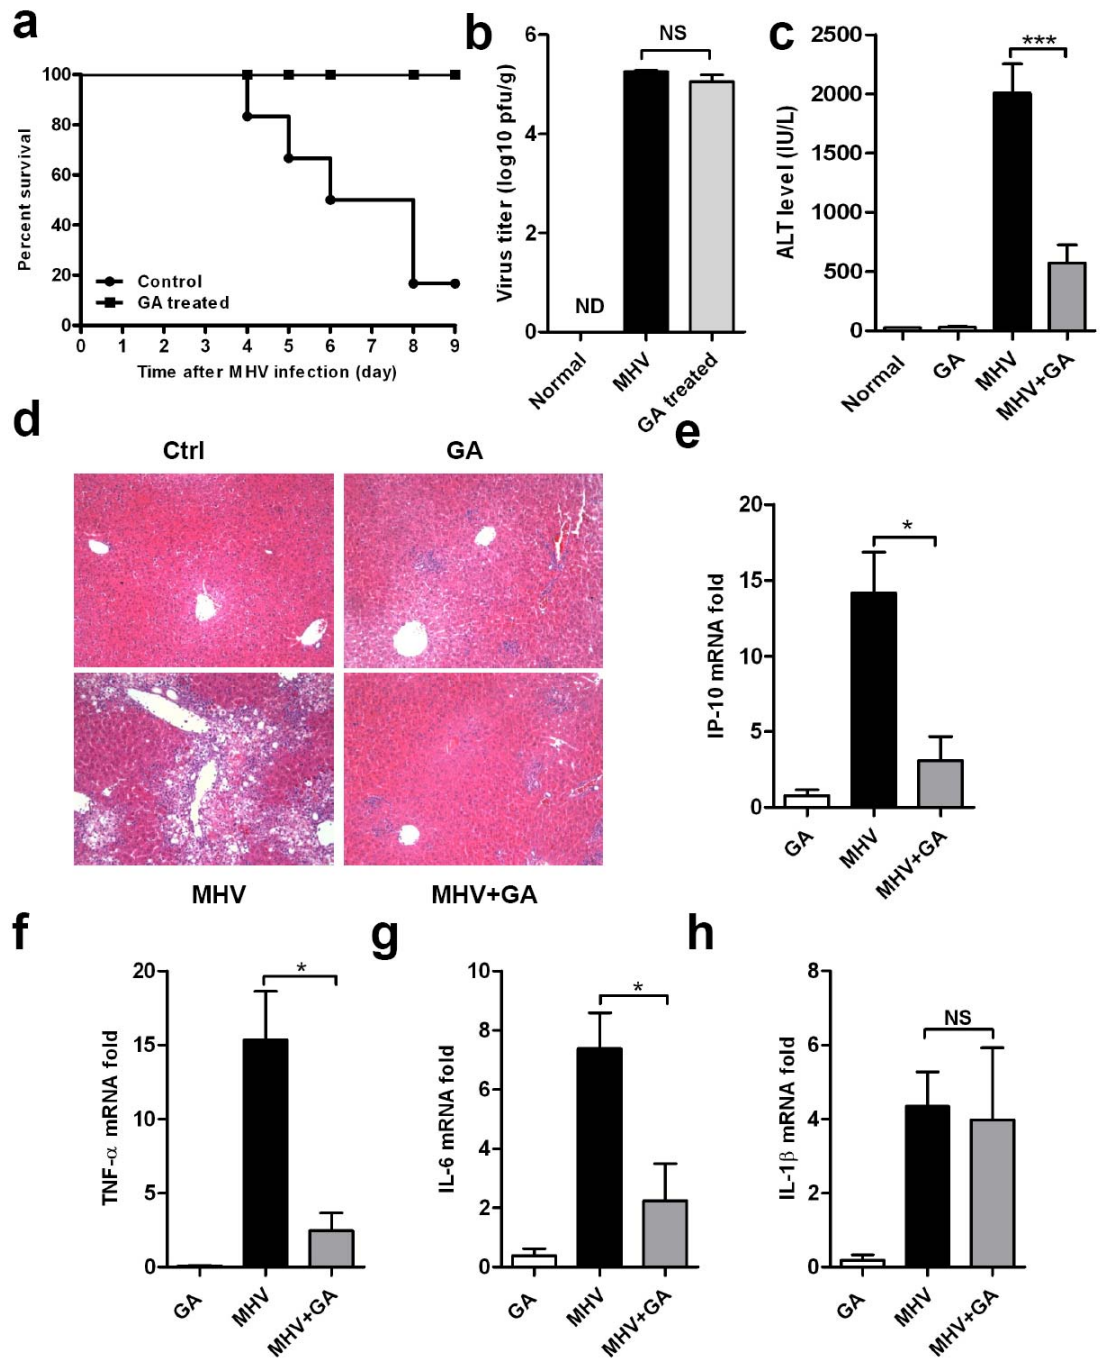 a
100
80
60
40
20
0
Percent survival
Control
GA treated
0 1 2 3 4 5 6 7 8 9
Time after MHV infection (day)
b
6
4
2
0
Virus titer (log10 pfu/g)
NS
ND
Normal
MHV
GA treated
c
2500
2000
1500
1000
500
0
ALT level (IU/L)
***
Normal
GA
MHV
MHV+GA
d
Ctrl
GA
MHV
MHV+GA
e
20
15
10
5
0
IP-10 mRNA fold
*
GA
MHV
MHV+GA
f
20
15
10
5
0
TNF-α mRNA fold
*
GA
MHV
MHV+GA
g
10
8
6
4
2
0
IL-6 mRNA fold
*
GA
MHV
MHV+GA
h
8
6
4
2
0
IL-1β mRNA fold
NS
GA
MHV
MHV+GA